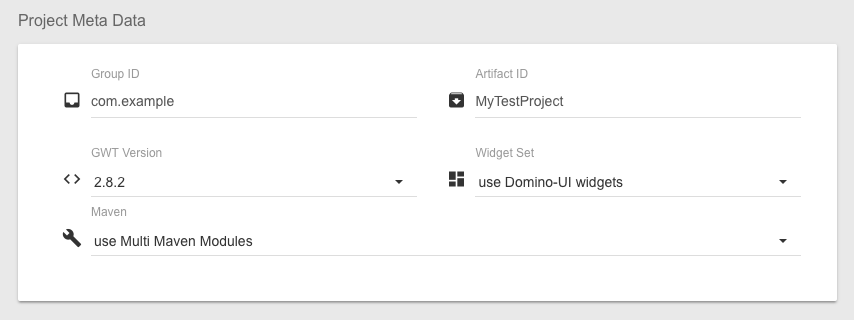 Project Meta Data
Group ID
Artifact ID
com.example
MyTestProject
GWT Version
Widget Set
2.8.2
use Domino-UI widgets
Maven
use Multi Maven Modules